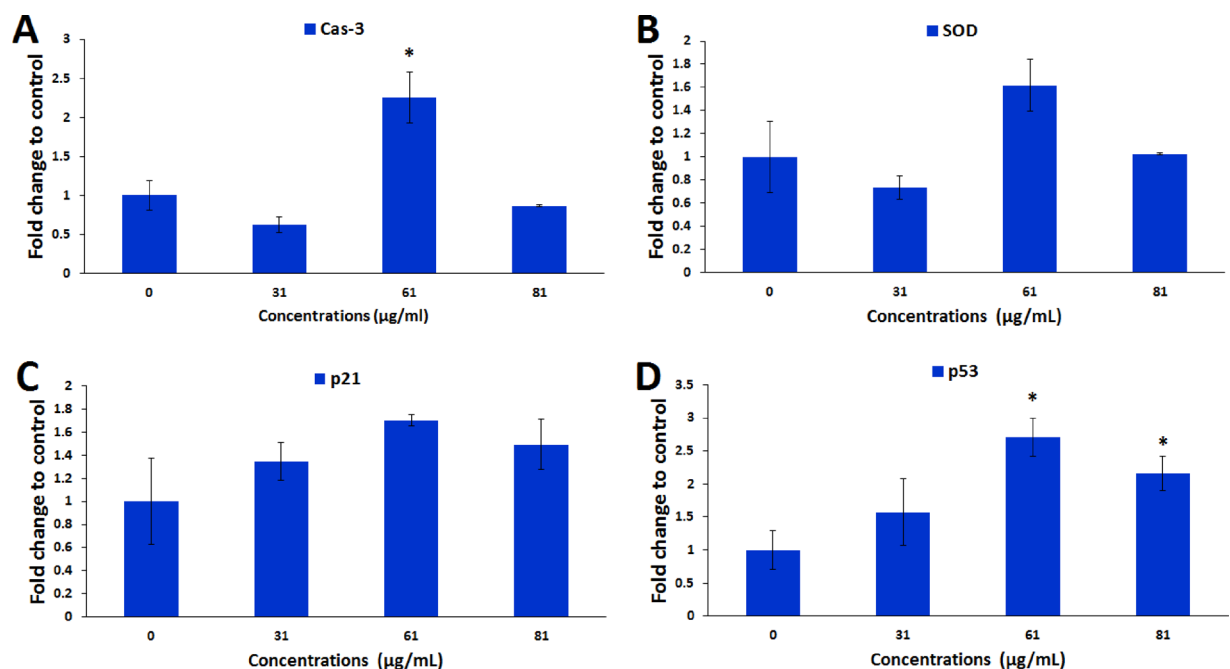 A
Cas-3
Fold change to control
3
*
2.5
2
1.5
1
0.5
0
0 31 61 81
Concentrations (µg/ml)
B
SOD
Fold change to control
2
1.8
1.6
1.4
1.2
1
0.8
0.6
0.4
0.2
0
0 31 61 81
Concentrations (µg/mL)
C
p21
Fold change to control
2
1.8
1.6
1.4
1.2
1
0.8
0.6
0.4
0.2
0
0 31 61 81
Concentrations (µg/mL)
D
p53
Fold change to control
3.5
*
3
2.5
*
2
1.5
1
0.5
0
0 31 61 81
Concentrations (µg/mL)